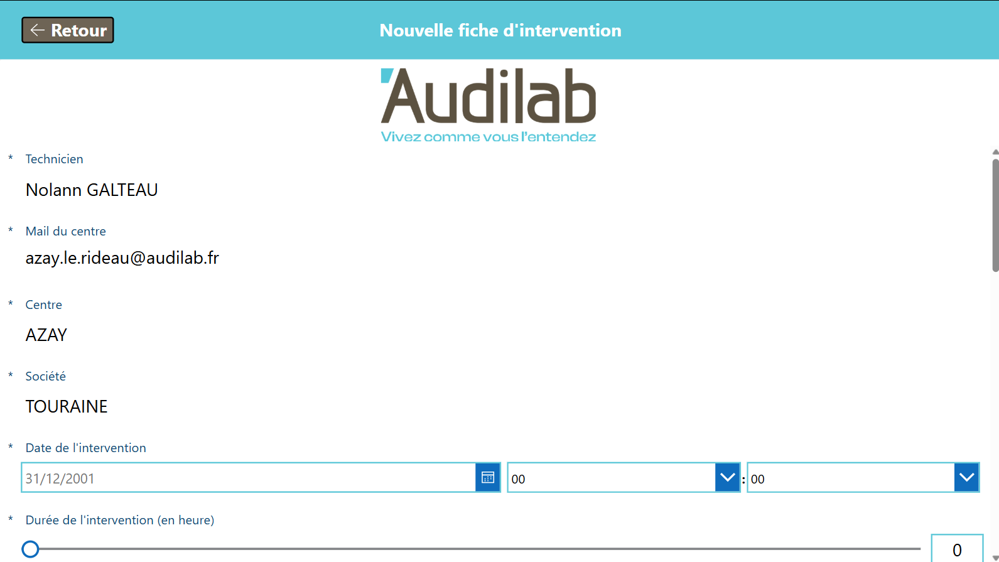 Retour
Nouvelle fiche d'intervention
Audilab
Vivez comme vous l'entendez
* Technicien
Nolann GALTEAU
* Mail du centre
azay.le.rideau@audilab.fr
* Centre
AZAY
* Société
TOURAINE
* Date de l'intervention
31/12/2001 00 : 00
* Durée de l'intervention (en heure)
0